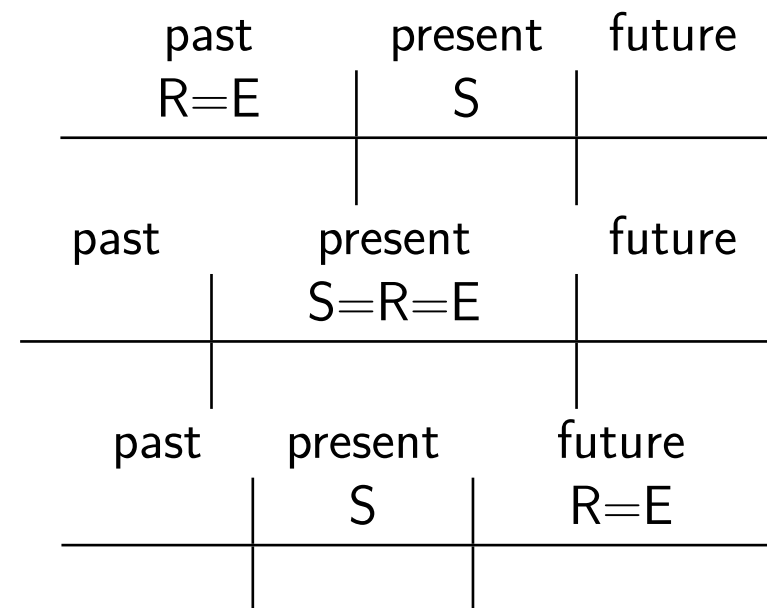 past present future
R=E S
past present future
S=R=E
past present future
S R=E